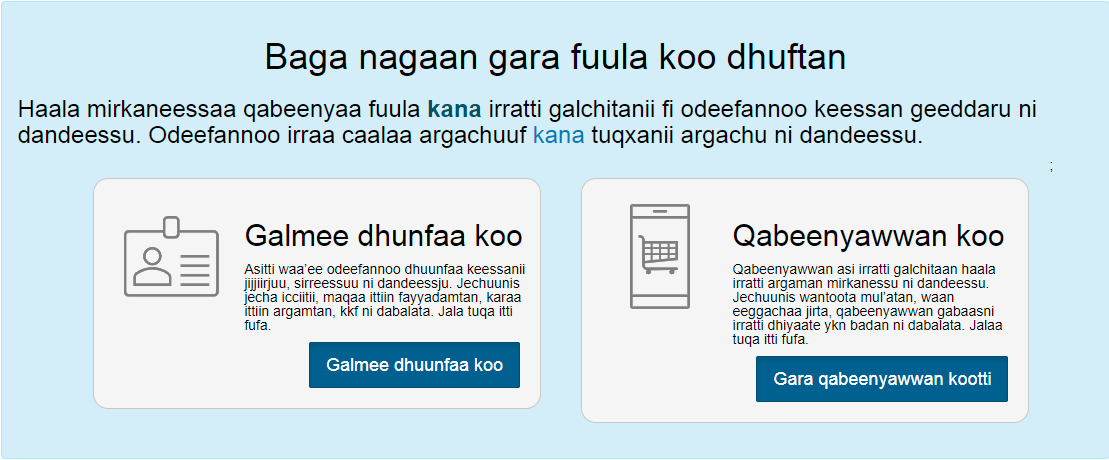 Baga nagaan gara fuula koo dhuftan
Haala mirkaneessaa qabeenyaa fuula kana irratti galchitanii fi odeefannoo keessan geeddaru ni
dandeessu. Odeefannoo irraa caalaa argachuuf kana tuqxanii argachu ni dandeessu.
;
Galmee dhunfaa koo
Asitti waa'ee odeefannoo dhuunfaa keessanii
jijjiirjuu, sirreessuu ni dandeessju. Jechuunis
jecha icciitii, maqaa ittiin fayyadamtan, karaa
ittiin argamtan, kkf ni dabalata. Jala tuqa itti
fufa.
Galmee dhuunfaa koo
Qabeenyawwan koo
Qabeenyawwan asi irratti galchitaan haala
irratti argaman mirkanessu ni dandeessu.
Jechuunis wantoota mul'atan, waan
eeggachaa jirta, qabeenyawwan gabaasni
irratti dhiyaate ykn badan ni dabalata. Jalaa
tuqa itti fufa.
Gara qabeenyawwan kootti